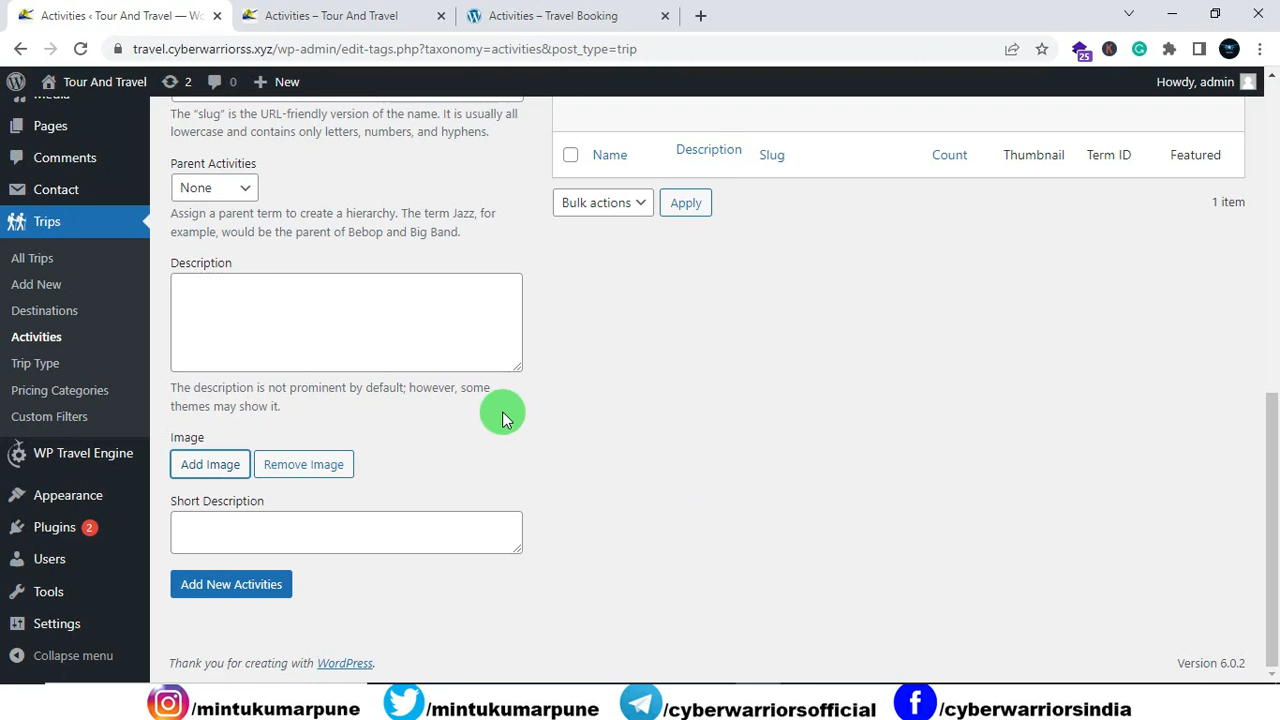 Activities ‹ Tour And Travel — Wo
Activities – Tour And Travel
Activities – Travel Booking
travel.cyberwarriorss.xyz/wp-admin/edit-tags.php?taxonomy=activities&post_type=trip
25
Tour And Travel
2
0
New
Howdy, admin
Media
Pages
Comments
Contact
Trips
All Trips
Add New
Destinations
Activities
Trip Type
Pricing Categories
Custom Filters
WP Travel Engine
Appearance
Plugins 2
Users
Tools
Settings
Collapse menu
The “slug” is the URL-friendly version of the name. It is usually all
lowercase and contains only letters, numbers, and hyphens.
Parent Activities
None
Assign a parent term to create a hierarchy. The term Jazz, for
example, would be the parent of Bebop and Big Band.
Description
The description is not prominent by default; however, some
themes may show it.
Image
Add Image
Remove Image
Short Description
Add New Activities
Name Description Slug Count Thumbnail Term ID Featured
Bulk actions Apply 1 item
Thank you for creating with WordPress.
Version 6.0.2
/mintukumarpune /mintukumarpune /cyberwarriorsofficial /cyberwarriorsindia